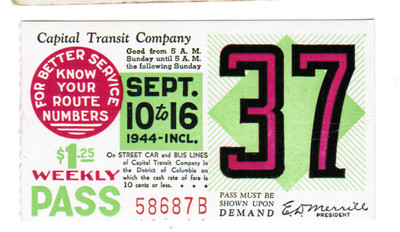 Capital Transit Company
Good from 5 A. M.
Sunday until 5 A. M.
the following Sunday
FOR BETTER SERVICE
KNOW
YOUR
ROUTE
NUMBERS
SEPT.
10 to 16
1944-INCL.
37
$1.25
WEEKLY
PASS
On STREET CAR and BUS LINES
of Capital Transit Company in
the District of Columbia on
which the cash rate of fare is
10 cents or less.
58687B
PASS MUST BE
SHOWN UPON
DEMAND
E.D. Merrill
PRESIDENT